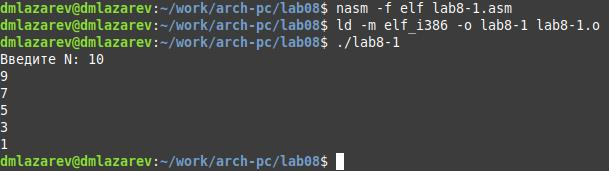 dmlazarev@dmlazarev:~/work/arch-pc/lab08$ nasm -f elf lab8-1.asm
dmlazarev@dmlazarev:~/work/arch-pc/lab08$ ld -m elf_i386 -o lab8-1 lab8-1.o
dmlazarev@dmlazarev:~/work/arch-pc/lab08$ ./lab8-1
Введите N: 10
9
7
5
3
1
dmlazarev@dmlazarev:~/work/arch-pc/lab08$